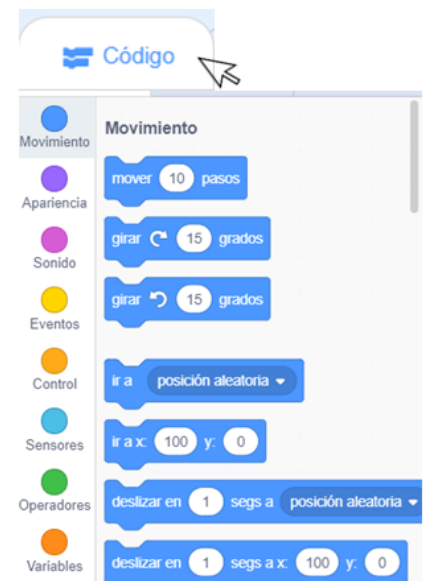 Código
Movimiento
Apariencia
Sonido
Eventos
Control
Sensores
Operadores
Variables
Movimiento
mover 10 pasos
girar 15 grados
girar 15 grados
ir a posición aleatoria
ir a x: 100 y: 0
deslizar en 1 segs a posición aleatoria
deslizar en 1 segs a x: 100 y: 0